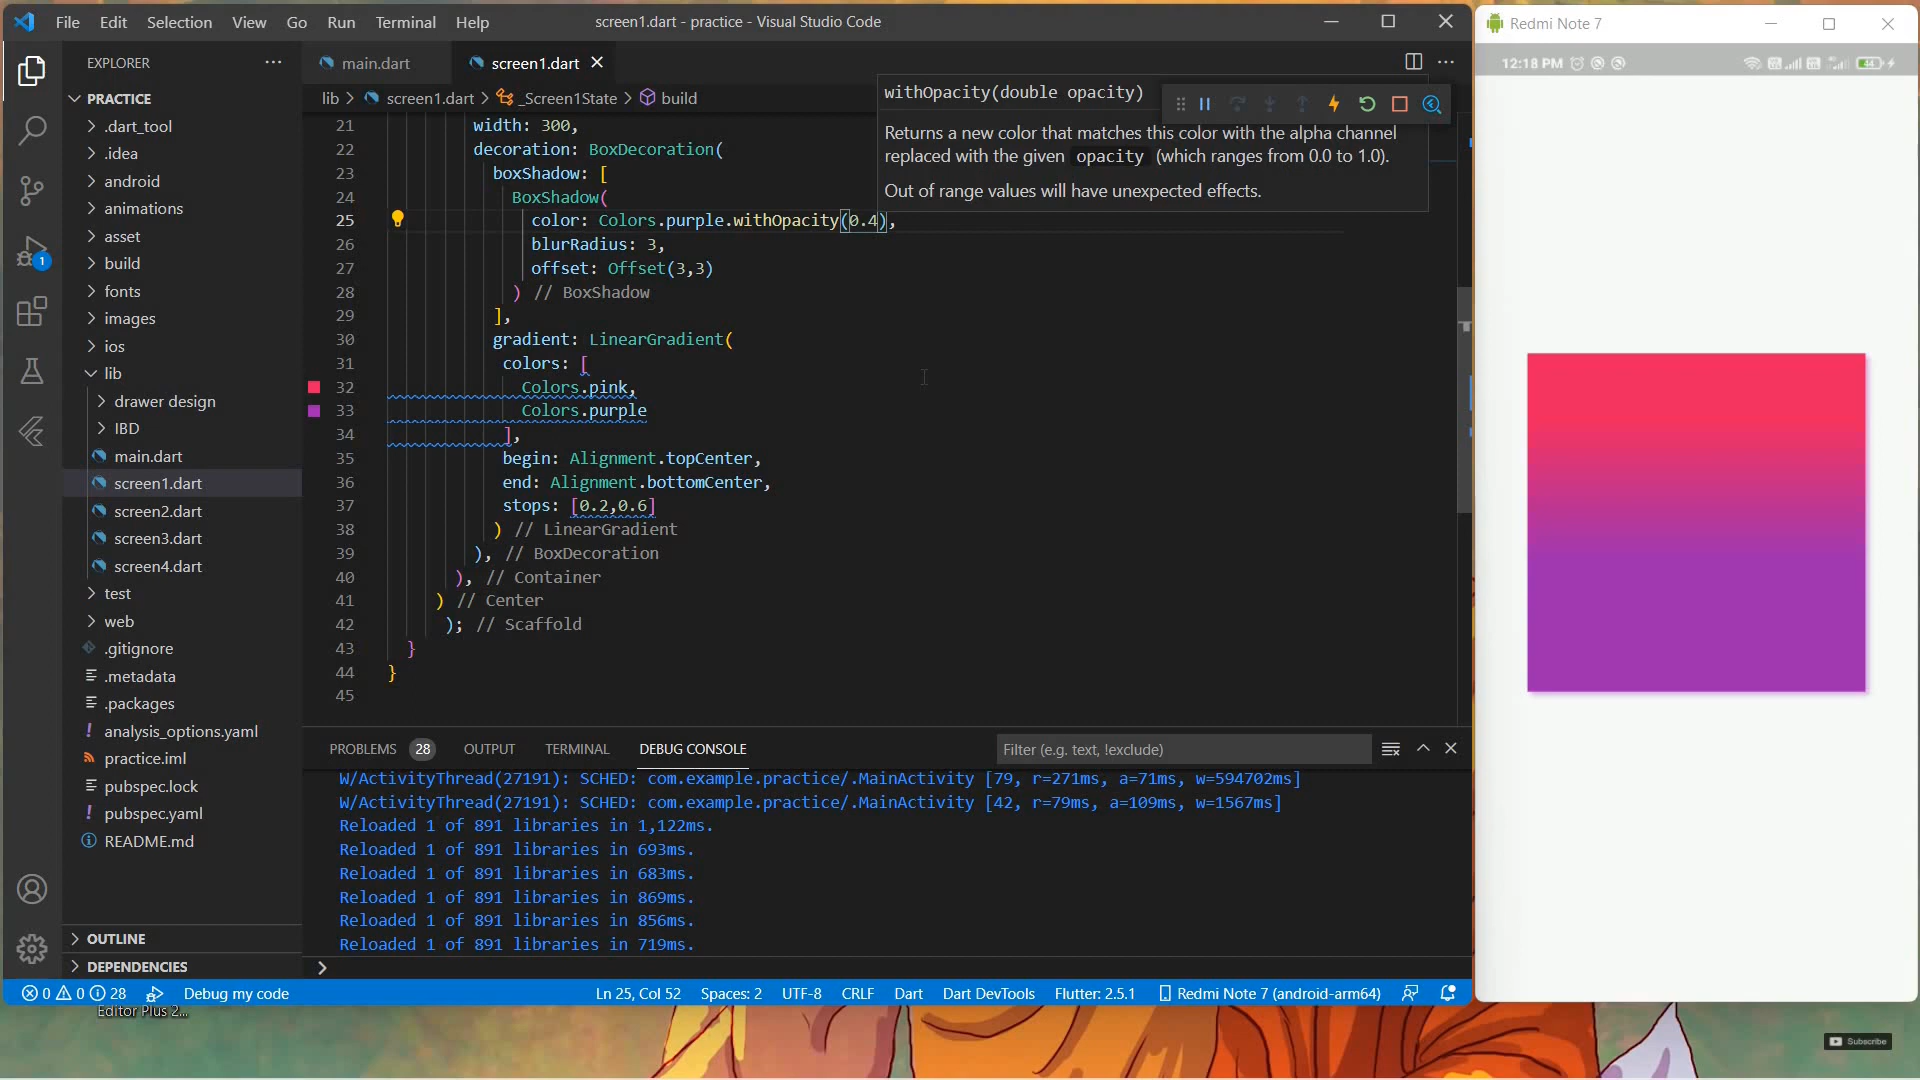 File Edit Selection View Go Run Terminal Help
screen1.dart - practice - Visual Studio Code
EXPLORER
PRACTICE
.dart_tool
.idea
android
animations
asset
build
fonts
images
ios
lib
drawer design
IBD
main.dart
screen1.dart
screen2.dart
screen3.dart
screen4.dart
test
web
.gitignore
.metadata
.packages
analysis_options.yaml
practice.iml
pubspec.lock
pubspec.yaml
README.md
OUTLINE
DEPENDENCIES
1
main.dart screen1.dart
lib > screen1.dart > _Screen1State > build
withOpacity(double opacity)
Returns a new color that matches this color with the alpha channel
replaced with the given opacity (which ranges from 0.0 to 1.0).
Out of range values will have unexpected effects.
21 width: 300,
22 decoration: BoxDecoration(
23 boxShadow: [
24 BoxShadow(
25 color: Colors.purple.withOpacity(0.4),
26 blurRadius: 3,
27 offset: Offset(3,3)
28 ) // BoxShadow
29 ],
30 gradient: LinearGradient(
31 colors: [
32 Colors.pink,
33 Colors.purple
34 ],
35 begin: Alignment.topCenter,
36 end: Alignment.bottomCenter,
37 stops: [0.2,0.6]
38 ) // LinearGradient
39 ), // BoxDecoration
40 ), // Container
41 ) // Center
42 ); // Scaffold
43 }
44 }
45
PROBLEMS 28 OUTPUT TERMINAL DEBUG CONSOLE
Filter (e.g. text, !exclude)
W/ActivityThread(27191): SCHED: com.example.practice/.MainActivity [79, r=271ms, a=71ms, w=594702ms]
W/ActivityThread(27191): SCHED: com.example.practice/.MainActivity [42, r=79ms, a=109ms, w=1567ms]
Reloaded 1 of 891 libraries in 1,122ms.
Reloaded 1 of 891 libraries in 693ms.
Reloaded 1 of 891 libraries in 683ms.
Reloaded 1 of 891 libraries in 869ms.
Reloaded 1 of 891 libraries in 856ms.
Reloaded 1 of 891 libraries in 719ms.
0 0 28 Debug my code Ln 25, Col 52 Spaces: 2 UTF-8 CRLF Dart Dart DevTools Flutter: 2.5.1 Redmi Note 7 (android-arm64)
Editor Plus 2...
Redmi Note 7
12:18 PM 44
Subscribe